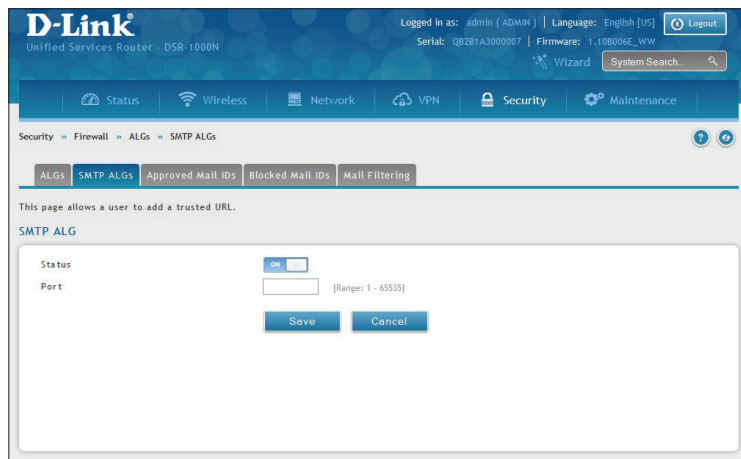 D-Link
Unified Services Router - DSR-1000N
Logged in as: admin ( ADMIN ) | Language: English [US]
Logout
Serial: QB2B1A3000007 | Firmware: 1.10B006E_WW
Wizard
System Search...
Status
Wireless
Network
VPN
Security
Maintenance
Security » Firewall » ALGs » SMTP ALGs
ALGs
SMTP ALGs
Approved Mail IDs
Blocked Mail IDs
Mail Filtering
This page allows a user to add a trusted URL.
SMTP ALG
Status
ON
Port
[Range: 1 - 65535]
Save
Cancel